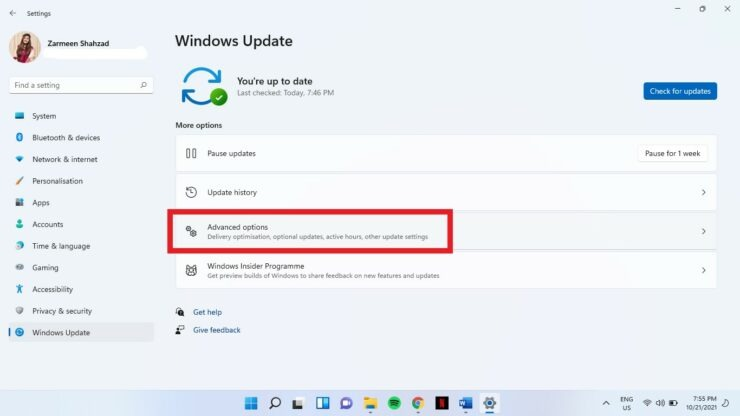 Settings
Zarmeen Shahzad
Find a setting
System
Bluetooth & devices
Network & internet
Personalisation
Apps
Accounts
Time & language
Gaming
Accessibility
Privacy & security
Windows Update
Windows Update
You're up to date
Last checked: Today, 7:46 PM
Check for updates
More options
Pause updates
Pause for 1 week
Update history
Advanced options
Delivery optimisation, optional updates, active hours, other update settings
Windows Insider Programme
Get preview builds of Windows to share feedback on new features and updates
Get help
Give feedback
ENG
US
7:55 PM
10/21/2021